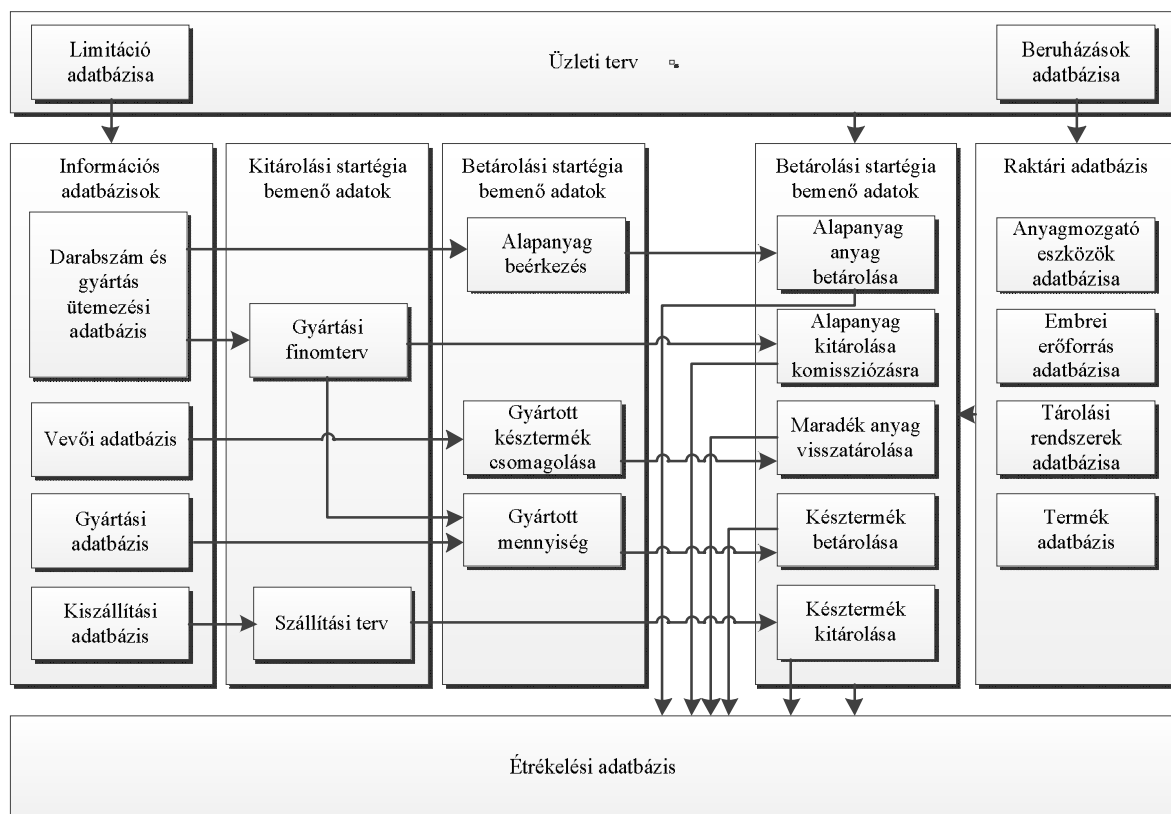 Limitáció
adatbázisa
Üzleti terv
Beruházások
adatbázisa
Információs
adatbázisok
Darabszám és
gyártás
ütemezési
adatbázis
Vevői adatbázis
Gyártási
adatbázis
Kiszállítási
adatbázis
Kitárolási startégia
bemenő adatok
Gyártási
finomterv
Szállítási terv
Betárolási startégia
bemenő adatok
Alapanyag
beérkezés
Gyártott
késztermék
csomagolása
Gyártott
mennyiség
Betárolási startégia
bemenő adatok
Alapanyag
anyag
betárolása
Alapanyag
kitárolása
komissziózásra
Maradék anyag
visszatárolása
Késztermék
betárolása
Késztermék
kitárolása
Raktári adatbázis
Anyagmozgató
eszközök
adatbázisa
Embrei
erőforrás
adatbázisa
Tárolási
rendszerek
adatbázisa
Termék
adatbázis
Étrékelési adatbázis